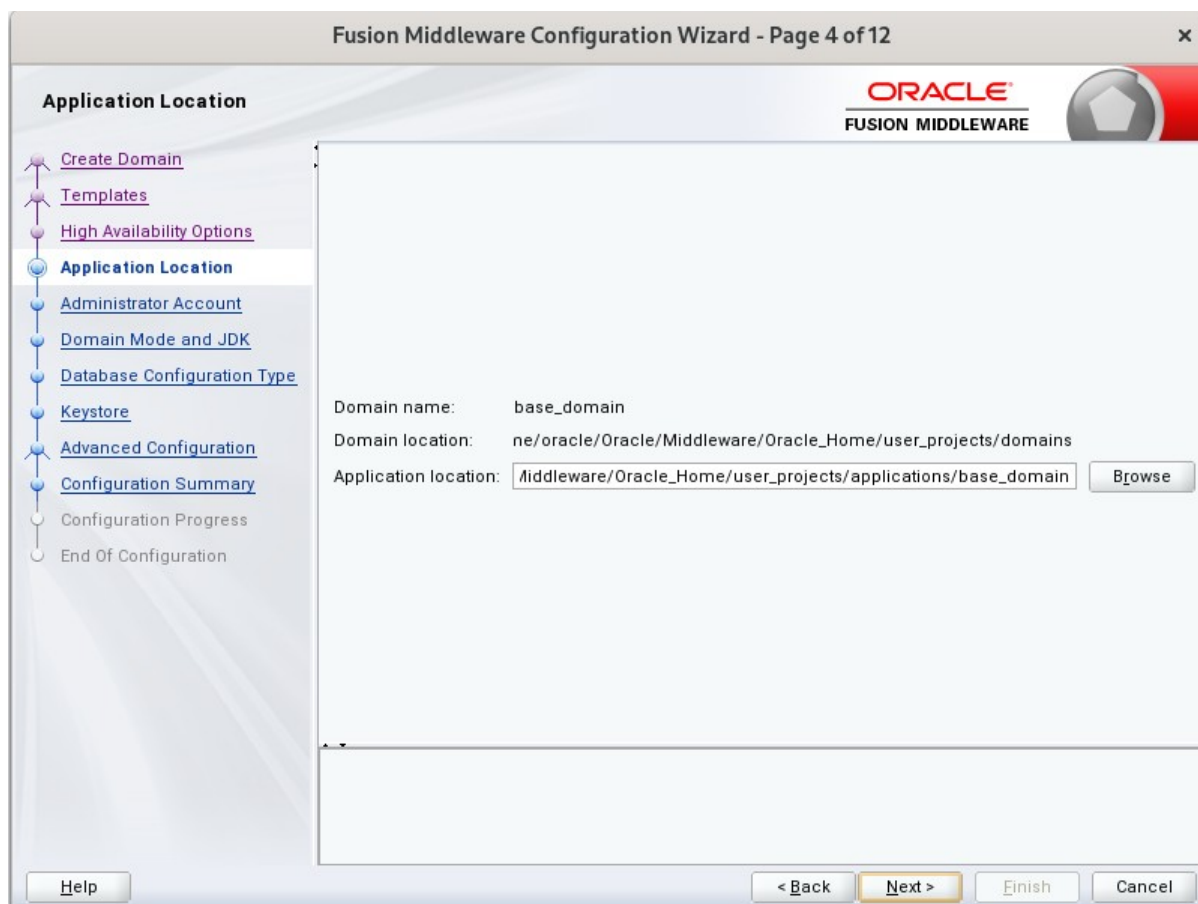 Fusion Middleware Configuration Wizard - Page 4 of 12
Application Location
ORACLE
FUSION MIDDLEWARE
Create Domain
Templates
High Availability Options
Application Location
Administrator Account
Domain Mode and JDK
Database Configuration Type
Keystore
Advanced Configuration
Configuration Summary
Configuration Progress
End Of Configuration
Domain name: base_domain
Domain location: ne/oracle/Oracle/Middleware/Oracle_Home/user_projects/domains
Application location: /Middleware/Oracle_Home/user_projects/applications/base_domain Browse
Help < Back Next > Finish Cancel